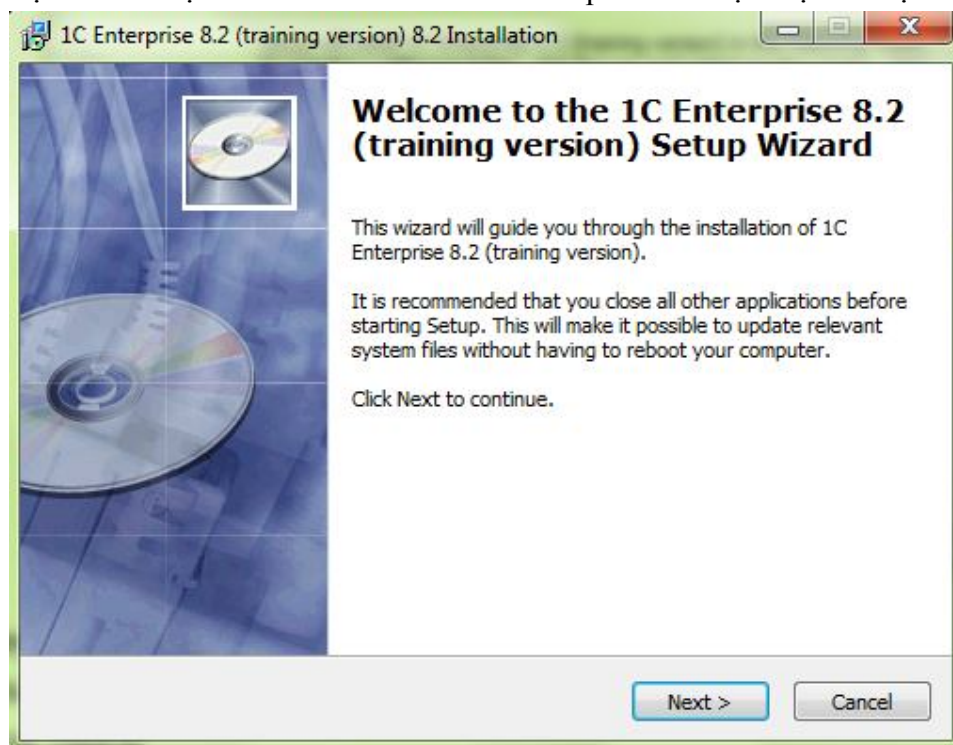 1C Enterprise 8.2 (training version) 8.2 Installation
Welcome to the 1C Enterprise 8.2
(training version) Setup Wizard
This wizard will guide you through the installation of 1C
Enterprise 8.2 (training version).
It is recommended that you close all other applications before
starting Setup. This will make it possible to update relevant
system files without having to reboot your computer.
Click Next to continue.
Next >
Cancel